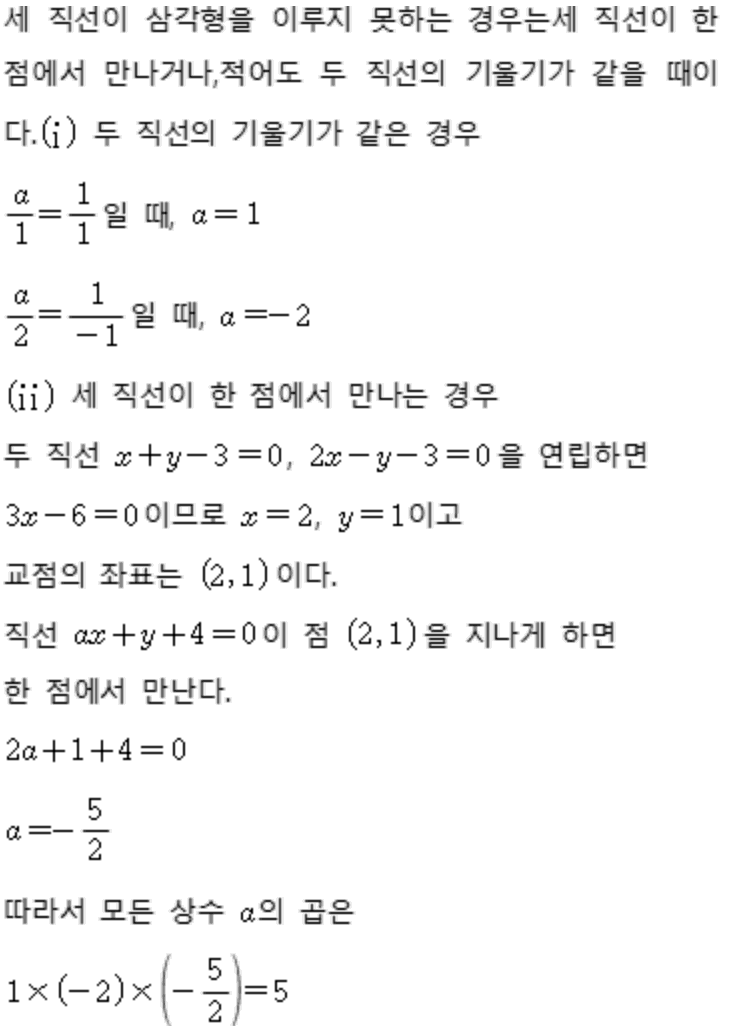 세 직선이 삼각형을 이루지 못하는 경우는세 직선이 한
점에서 만나거나,적어도 두 직선의 기울기가 같을 때이
다.(i) 두 직선의 기울기가 같은 경우
a/1 = 1/1 일 때, a = 1
a/2 = 1/-1 일 때, a = -2
(ii) 세 직선이 한 점에서 만나는 경우
두 직선 x + y - 3 = 0, 2x - y - 3 = 0 을 연립하면
3x - 6 = 0 이므로 x = 2, y = 1이고
교점의 좌표는 (2, 1) 이다.
직선 ax + y + 4 = 0 이 점 (2, 1) 을 지나게 하면
한 점에서 만난다.
2a + 1 + 4 = 0
a = - 5/2
따라서 모든 상수 a의 곱은
1 × (-2) × (- 5/2) = 5